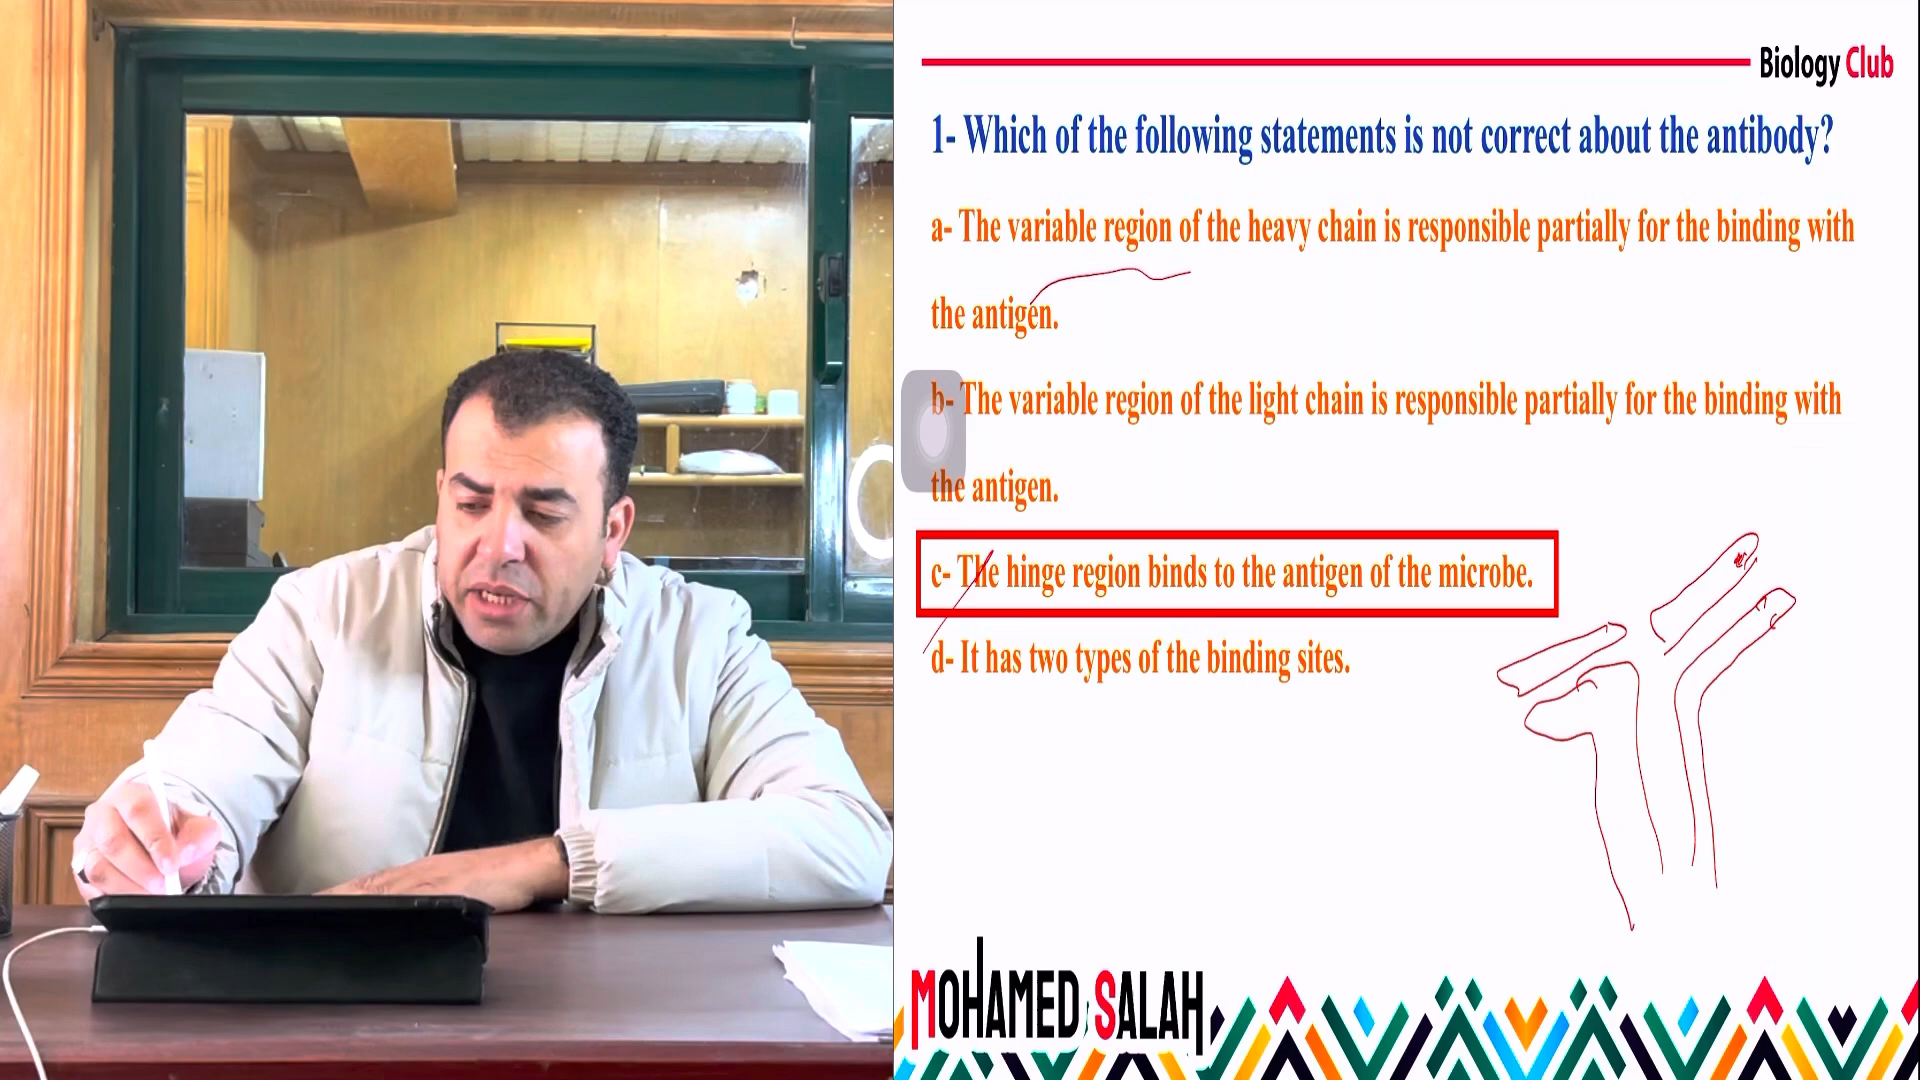 Biology Club
1- Which of the following statements is not correct about the antibody?
a- The variable region of the heavy chain is responsible partially for the binding with
the antigen.
b- The variable region of the light chain is responsible partially for the binding with
the antigen.
c- The hinge region binds to the antigen of the microbe.
d- It has two types of the binding sites.
MOHAMED SALAH